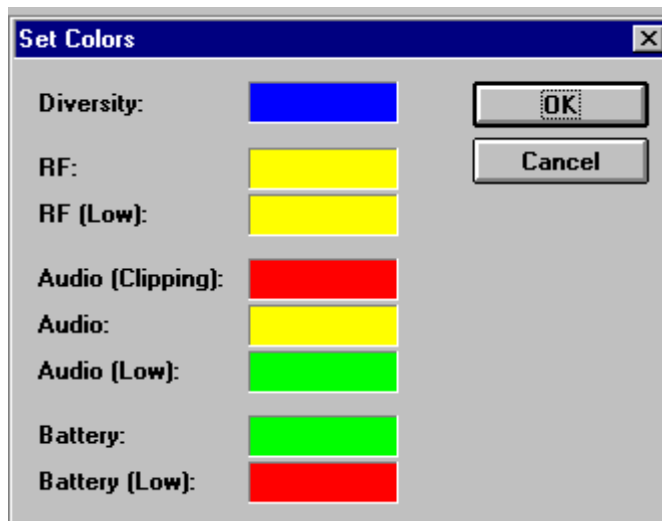 Set Colors
Diversity:
OK
RF:
Cancel
RF (Low):
Audio (Clipping):
Audio:
Audio (Low):
Battery:
Battery (Low):